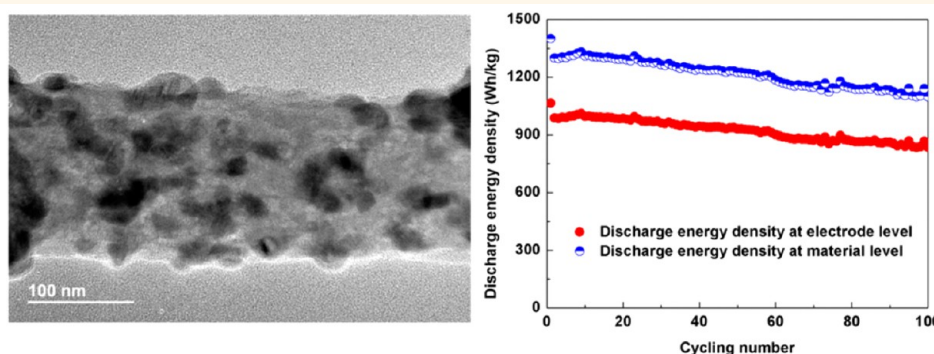 100 nm
Discharge energy density (Wh/kg)
1500
1200
900
600
300
0
Discharge energy density at electrode level
Discharge energy density at material level
0
20
40
60
80
100
Cycling number